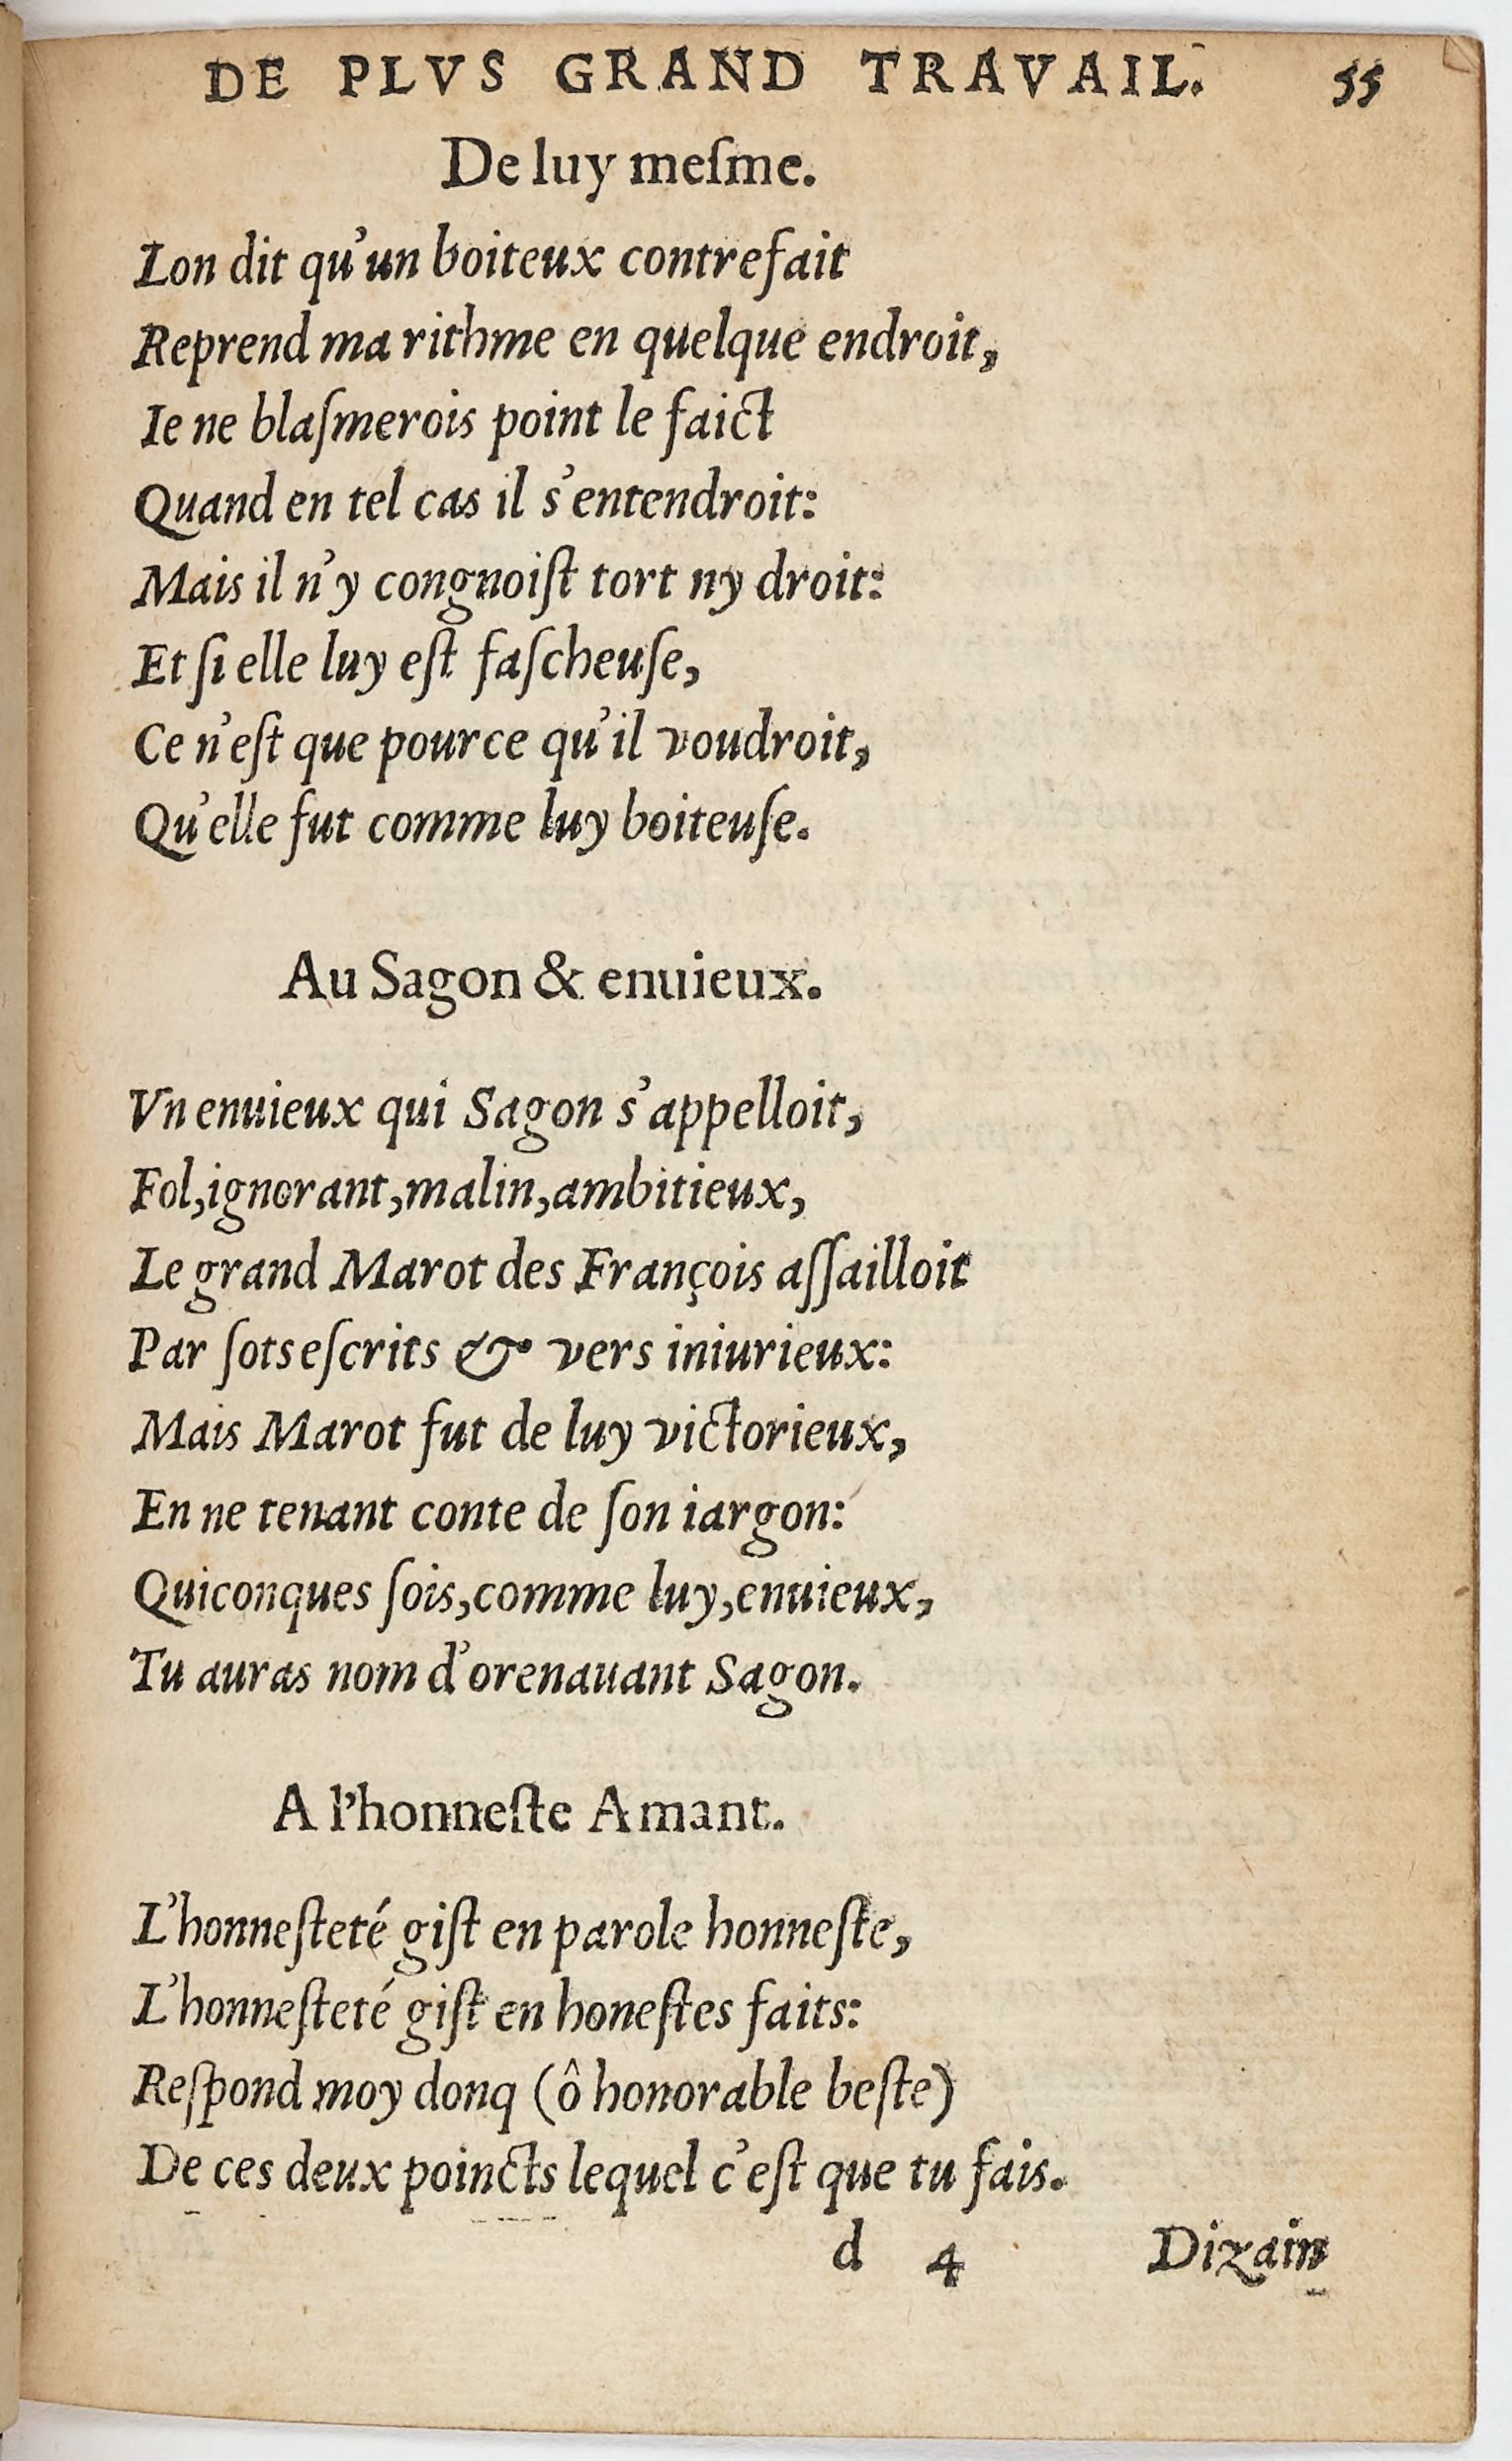 DE PLVS GRAND TRAVAIL. 55
De luy meſme.
Lon dit qu'un boiteux contrefait
Reprend ma rithme en quelque endroit,
Ie ne blaſmerois point le faict
Quand en tel cas il s'entendroit:
Mais il n'y congnoiſt tort ny droit:
Et ſi elle luy eſt faſcheuſe,
Ce n'eſt que pource qu'il voudroit,
Qu'elle fut comme luy boiteuſe.
Au Sagon & enuieux.
Vn enuieux qui Sagon s'appelloit,
Fol,ignorant,malin,ambitieux,
Le grand Marot des François aſſailloit
Par ſots eſcrits & vers iniurieux:
Mais Marot fut de luy victorieux,
En ne tenant conte de ſon iargon:
Quiconques ſois,comme luy,enuieux,
Tu auras nom d'orenauant Sagon.
A l'honneſte Amant.
L'honneſteté giſt en parole honneſte,
L'honneſteté giſt en honeſtes faits:
Reſpond moy donq (ô honorable beſte)
De ces deux poincts lequel c'eſt que tu fais.
d 4 Dizain